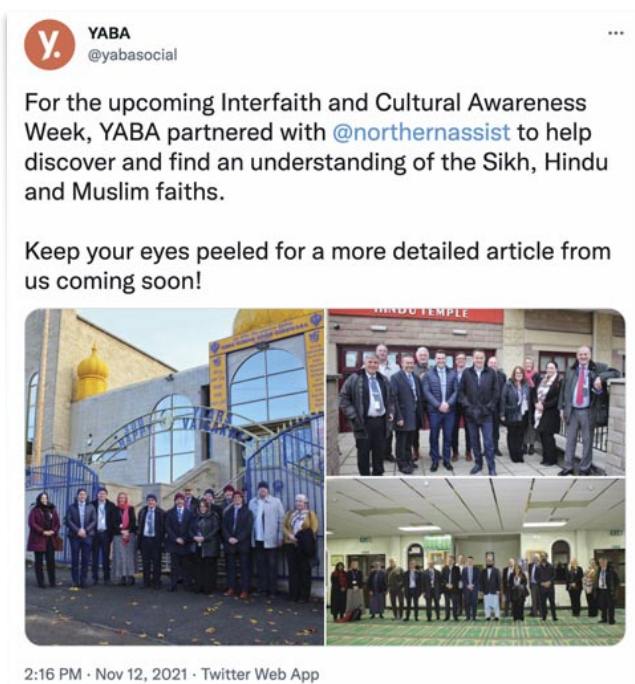 YABA
@yabasocial
For the upcoming Interfaith and Cultural Awareness
Week, YABA partnered with @northernassist to help
discover and find an understanding of the Sikh, Hindu
and Muslim faiths.
Keep your eyes peeled for a more detailed article from
us coming soon!
HINDU TEMPLE
2:16 PM · Nov 12, 2021 · Twitter Web App